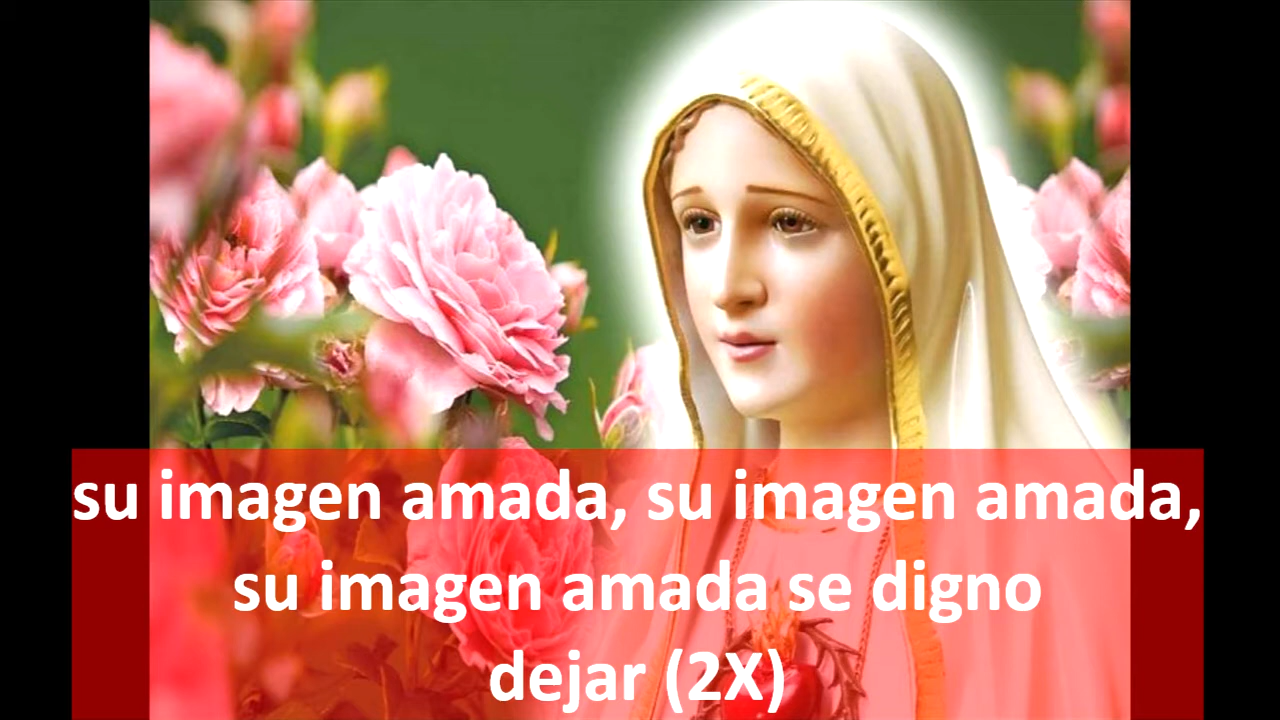 su imagen amada, su imagen amada,
su imagen amada se digno
dejar (2X)